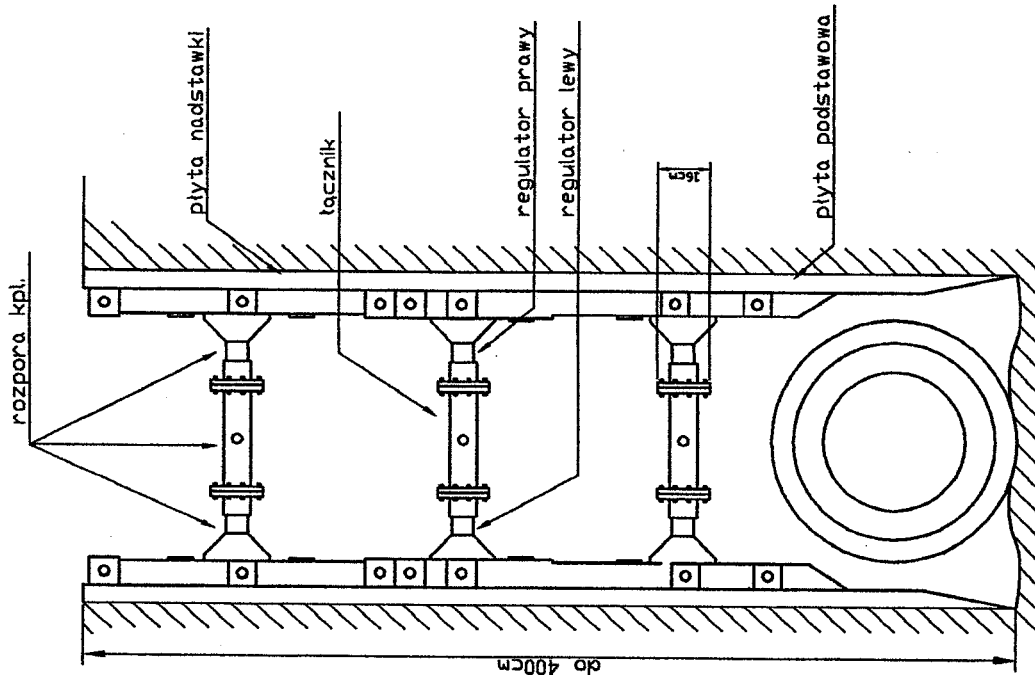 rozpora kpl.
płyta nadstawki
łącznik
regulator prawy
regulator lewy
16cm
płyta podstawowa
do 400cm